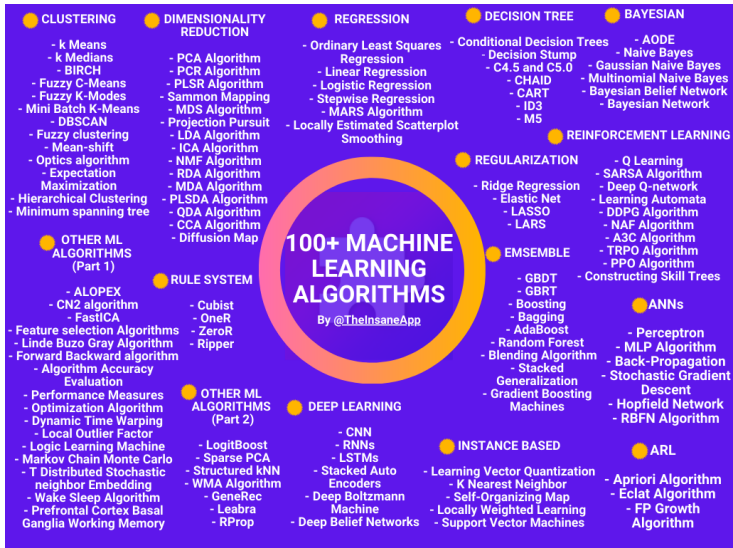 CLUSTERING
- k Means
- k Medians
- BIRCH
- Fuzzy C-Means
- Fuzzy K-Modes
- Mini Batch K-Means
- DBSCAN
- Fuzzy clustering
- Mean-shift
- Optics algorithm
- Expectation
Maximization
- Hierarchical Clustering
- Minimum spanning tree
DIMENSIONALITY
REDUCTION
- PCA Algorithm
- PCR Algorithm
- PLSR Algorithm
- Sammon Mapping
- MDS Algorithm
- Projection Pursuit
- LDA Algorithm
- ICA Algorithm
- NMF Algorithm
- RDA Algorithm
- MDA Algorithm
- PLSDA Algorithm
- QDA Algorithm
- CCA Algorithm
- Diffusion Map
REGRESSION
- Ordinary Least Squares
Regression
- Linear Regression
- Logistic Regression
- Stepwise Regression
- MARS Algorithm
- Locally Estimated Scatterplot
Smoothing
DECISION TREE
- Conditional Decision Trees
- Decision Stump
- C4.5 and C5.0
- CHAID
- CART
- ID3
- M5
BAYESIAN
- AODE
- Naive Bayes
- Gaussian Naive Bayes
- Multinomial Naive Bayes
- Bayesian Belief Network
- Bayesian Network
REINFORCEMENT LEARNING
- Q Learning
- SARSA Algorithm
- Deep Q-network
- Learning Automata
- DDPG Algorithm
- NAF Algorithm
- A3C Algorithm
- TRPO Algorithm
- PPO Algorithm
- Constructing Skill Trees
REGULARIZATION
- Ridge Regression
- Elastic Net
- LASSO
- LARS
100+ MACHINE
LEARNING
ALGORITHMS
By @TheInsaneApp
OTHER ML
ALGORITHMS
(Part 1)
- ALOPEX
- CN2 algorithm
- FastICA
- Feature selection Algorithms
- Linde Buzo Gray Algorithm
- Forward Backward algorithm
- Algorithm Accuracy
Evaluation
- Performance Measures
- Optimization Algorithm
- Dynamic Time Warping
- Local Outlier Factor
- Logic Learning Machine
- Markov Chain Monte Carlo
- T Distributed Stochastic
neighbor Embedding
- Wake Sleep Algorithm
- Prefrontal Cortex Basal
Ganglia Working Memory
RULE SYSTEM
- Cubist
- OneR
- ZeroR
- Ripper
OTHER ML
ALGORITHMS
(Part 2)
- LogitBoost
- Sparse PCA
- Structured kNN
- WMA Algorithm
- GeneRec
- Leabra
- RProp
DEEP LEARNING
- CNN
- RNNs
- LSTMs
- Stacked Auto
Encoders
- Deep Boltzmann
Machine
- Deep Belief Networks
EMSEMBLE
- GBDT
- GBRT
- Boosting
- Bagging
- AdaBoost
- Random Forest
- Blending Algorithm
- Stacked
Generalization
- Gradient Boosting
Machines
INSTANCE BASED
- Learning Vector Quantization
- K Nearest Neighbor
- Self-Organizing Map
- Locally Weighted Learning
- Support Vector Machines
ANNs
- Perceptron
- MLP Algorithm
- Back-Propagation
- Stochastic Gradient
Descent
- Hopfield Network
- RBFN Algorithm
ARL
- Apriori Algorithm
- Eclat Algorithm
- FP Growth
Algorithm